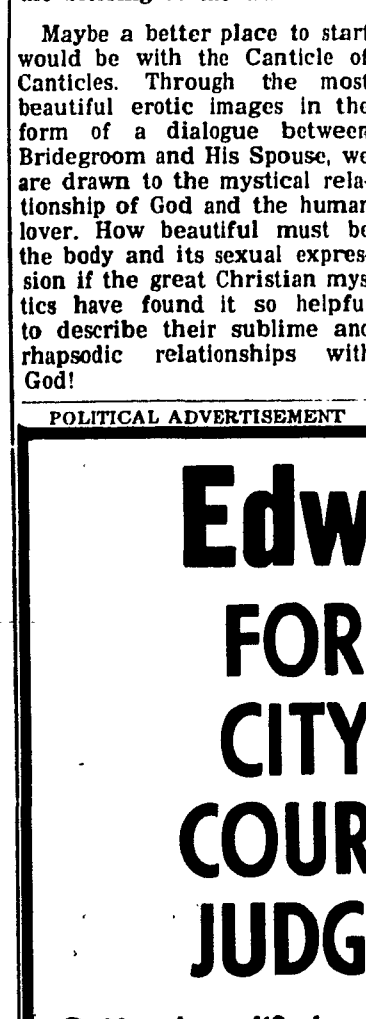 Maybe a better place to start
would be with the Canticle of
Canticles. Through the most
beautiful erotic images in the
form of a dialogue between
Bridegroom and His Spouse, we
are drawn to the mystical rela-
tionship of God and the human
lover. How beautiful must be
the body and its sexual expres-
sion if the great Christian mys
tics have found it so helpfu
to describe their sublime and
rhapsodic relationships with
God!
POLITICAL ADVERTISEMENT
Edw
FOR
CITY
COUR
JUDG